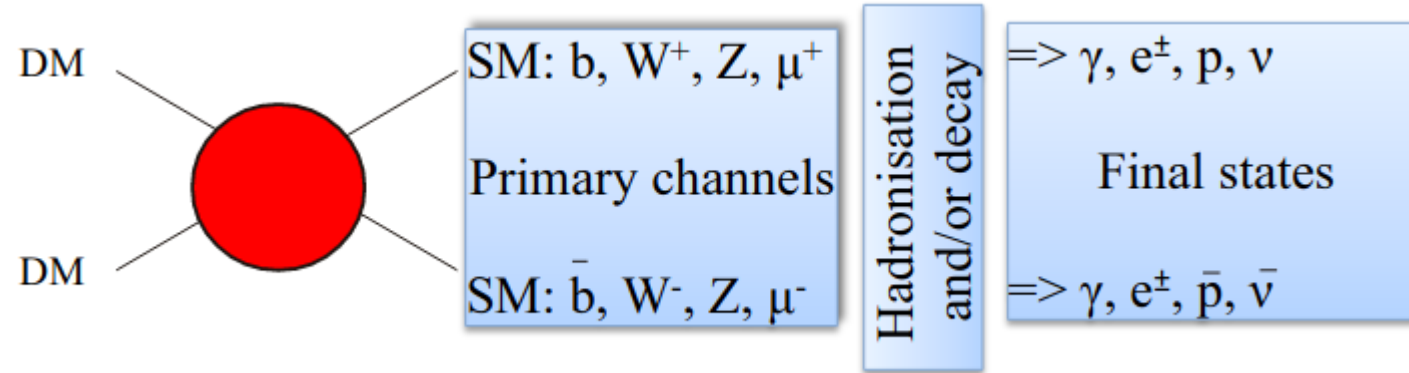 DM
DM
SM: b, W⁺, Z, μ⁺
Primary channels
SM: b̄, W⁻, Z, μ⁻
Hadronisation
and/or decay
=> γ, e±, p, ν
Final states
=> γ, e±, p̄, ν̄